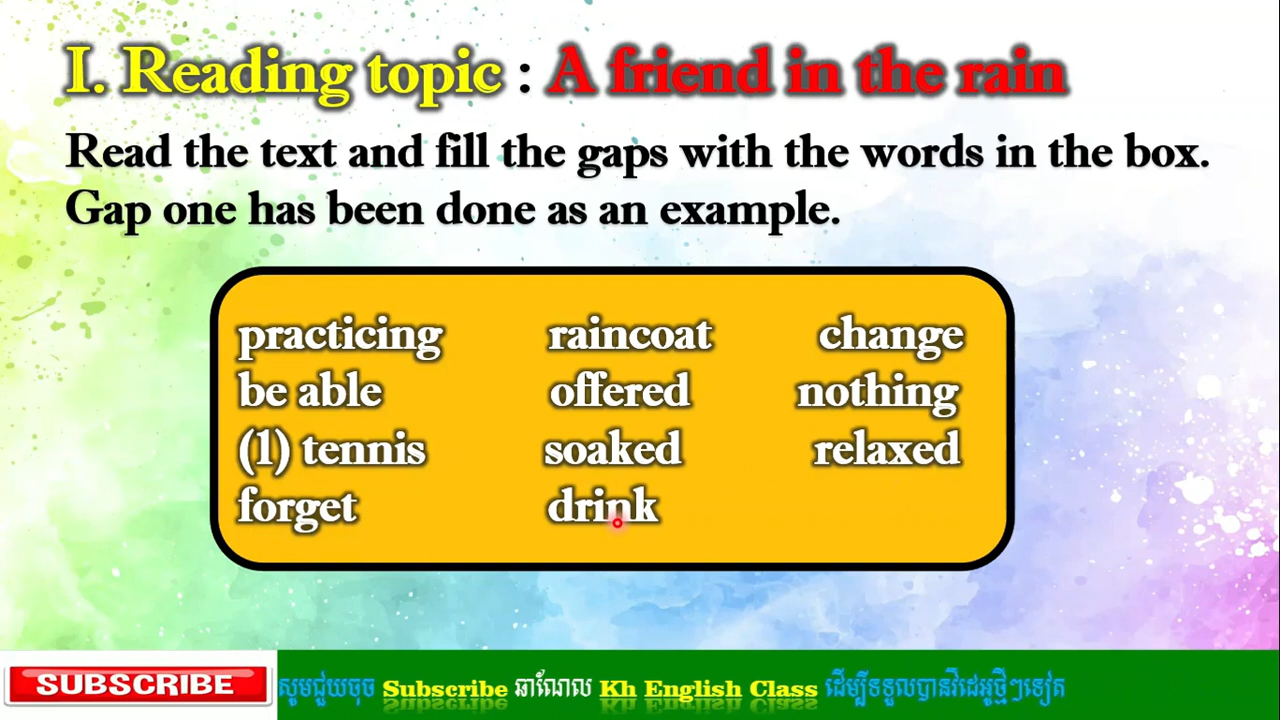 I. Reading topic : A friend in the rain
Read the text and fill the gaps with the words in the box.
Gap one has been done as an example.
practicing raincoat change
be able offered nothing
(1) tennis soaked relaxed
forget drink
SUBSCRIBE
សូមជួយចុច Subscribe ឆាណែល Kh English Class ដើម្បីទទួលបានវីដេអូថ្មីៗទៀត